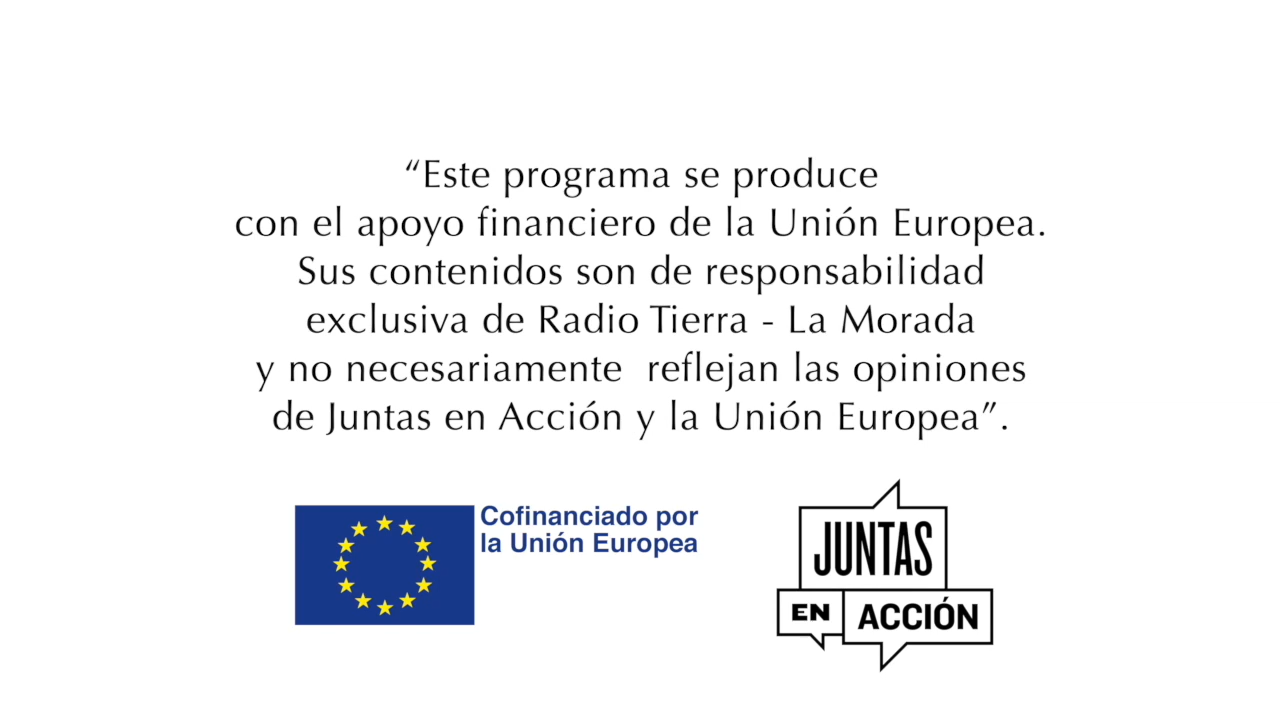 “Este programa se produce
con el apoyo financiero de la Unión Europea.
Sus contenidos son de responsabilidad
exclusiva de Radio Tierra - La Morada
y no necesariamente  reflejan las opiniones
de Juntas en Acción y la Unión Europea”.
Cofinanciado por
la Unión Europea
JUNTAS
EN ACCIÓN